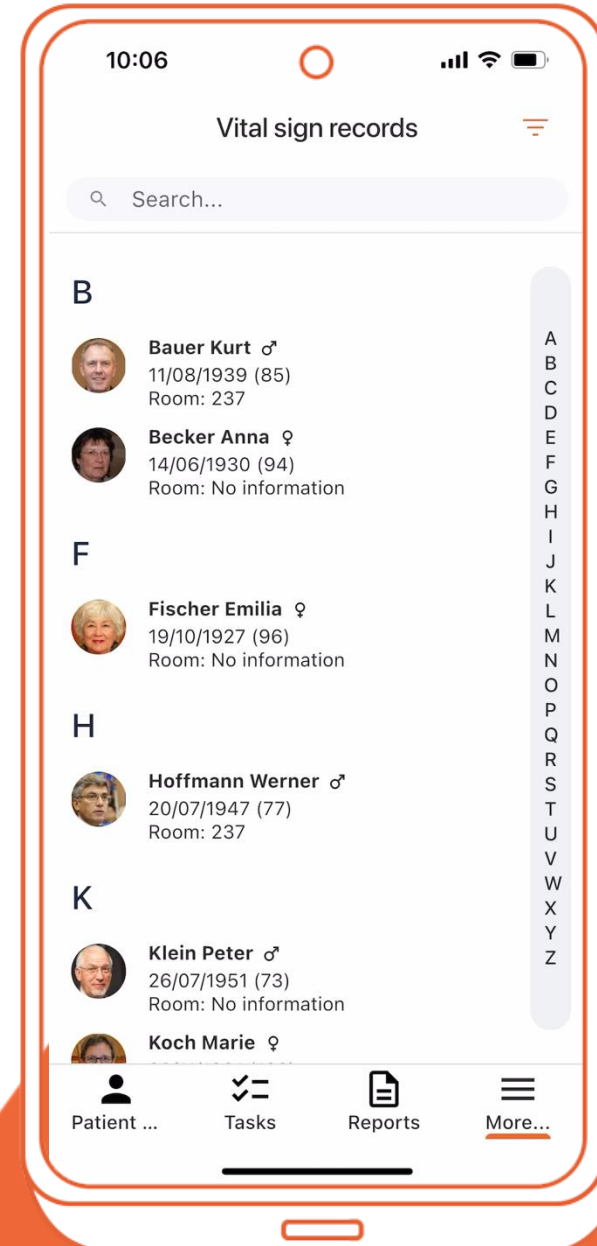 10:06
Vital sign records
Search...
B
Bauer Kurt ♂
11/08/1939 (85)
Room: 237
Becker Anna ♀
14/06/1930 (94)
Room: No information
F
Fischer Emilia ♀
19/10/1927 (96)
Room: No information
H
Hoffmann Werner ♂
20/07/1947 (77)
Room: 237
K
Klein Peter ♂
26/07/1951 (73)
Room: No information
Koch Marie ♀
A
B
C
D
E
F
G
H
I
J
K
L
M
N
O
P
Q
R
S
T
U
V
W
X
Y
Z
Patient ...
Tasks
Reports
More...